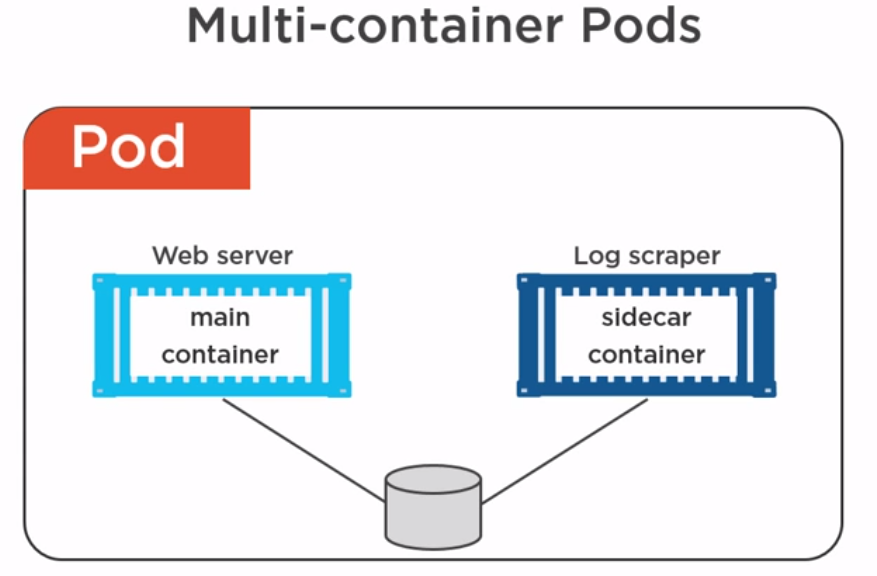 Multi-container Pods
Pod
Web server
main
container
Log scraper
sidecar
container